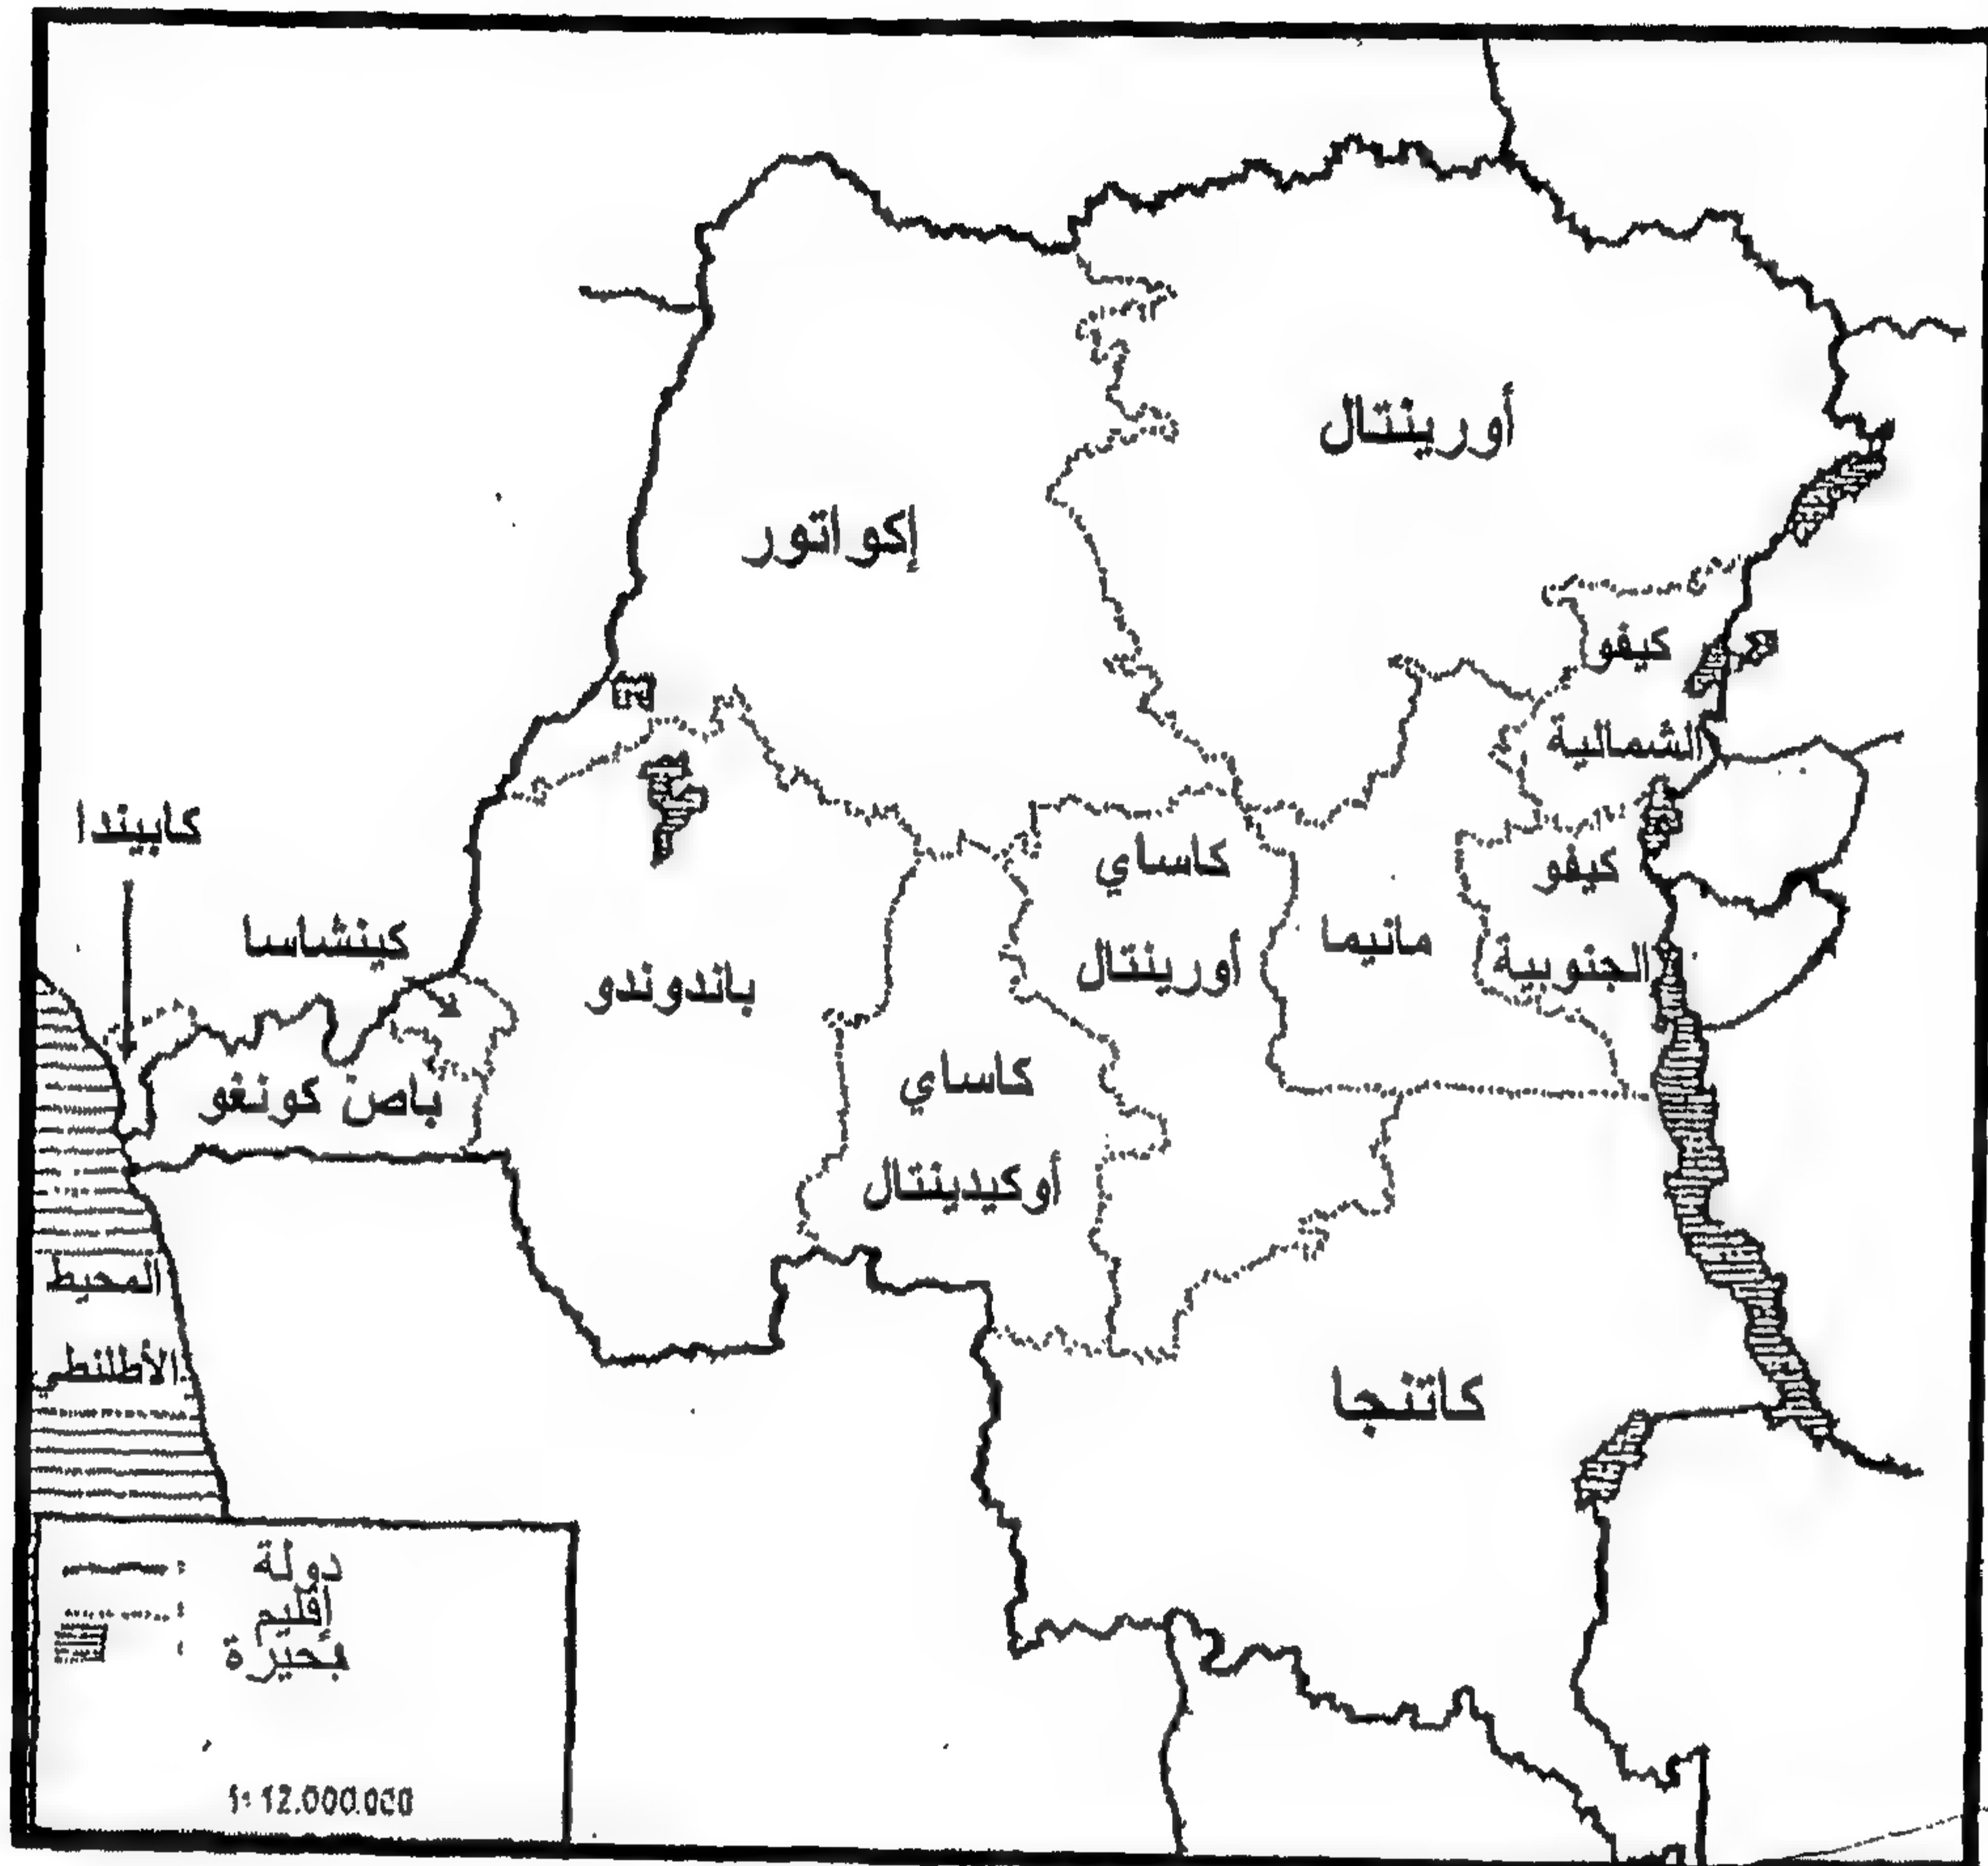 أورينتال
إكواتور
كيفو
الشمالية
كابيندا
كاساي
أورينتال
كيفو
الجنوبية
مانيما
كينشاسا
باندوندو
باص كونغو
كاساي
أوكيدينتال
المحيط
الأطلنطي
كاتنجا
دولة :
إقليم :
بحيرة :
1: 12.000.000